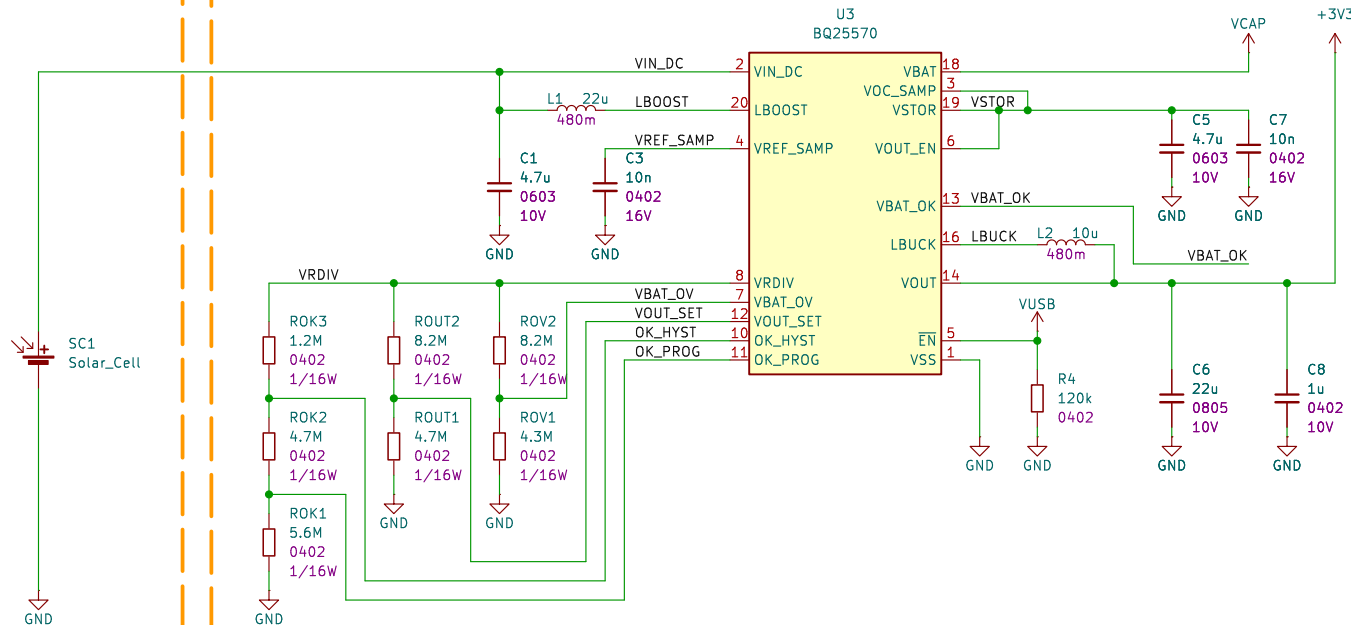 U3
BQ25570
VCAP
+3V3
VIN_DC
2
VIN_DC
VBAT
18
VOC_SAMP
3
L1 22u
480m
LBOOST
20
LBOOST
VSTOR
19
VSTOR
VREF_SAMP
4
VREF_SAMP
VOUT_EN
6
C1
4.7u
0603
10V
GND
C3
10n
0402
16V
GND
C5
4.7u
0603
10V
GND
C7
10n
0402
16V
GND
VBAT_OK
13
VBAT_OK
VBAT_OK
LBUCK
16
LBUCK
L2 10u
480m
VRDIV
8
VRDIV
VOUT
14
VBAT_OV
7
VBAT_OV
VOUT_SET
12
VOUT_SET
OK_HYST
10
OK_HYST
OK_PROG
11
OK_PROG
VUSB
EN
5
VSS
1
GND
R4
120k
0402
GND
C6
22u
0805
10V
GND
C8
1u
0402
10V
GND
SC1
Solar_Cell
GND
ROK3
1.2M
0402
1/16W
ROUT2
8.2M
0402
1/16W
ROV2
8.2M
0402
1/16W
ROK2
4.7M
0402
1/16W
ROUT1
4.7M
0402
1/16W
GND
ROV1
4.3M
0402
1/16W
GND
ROK1
5.6M
0402
1/16W
GND